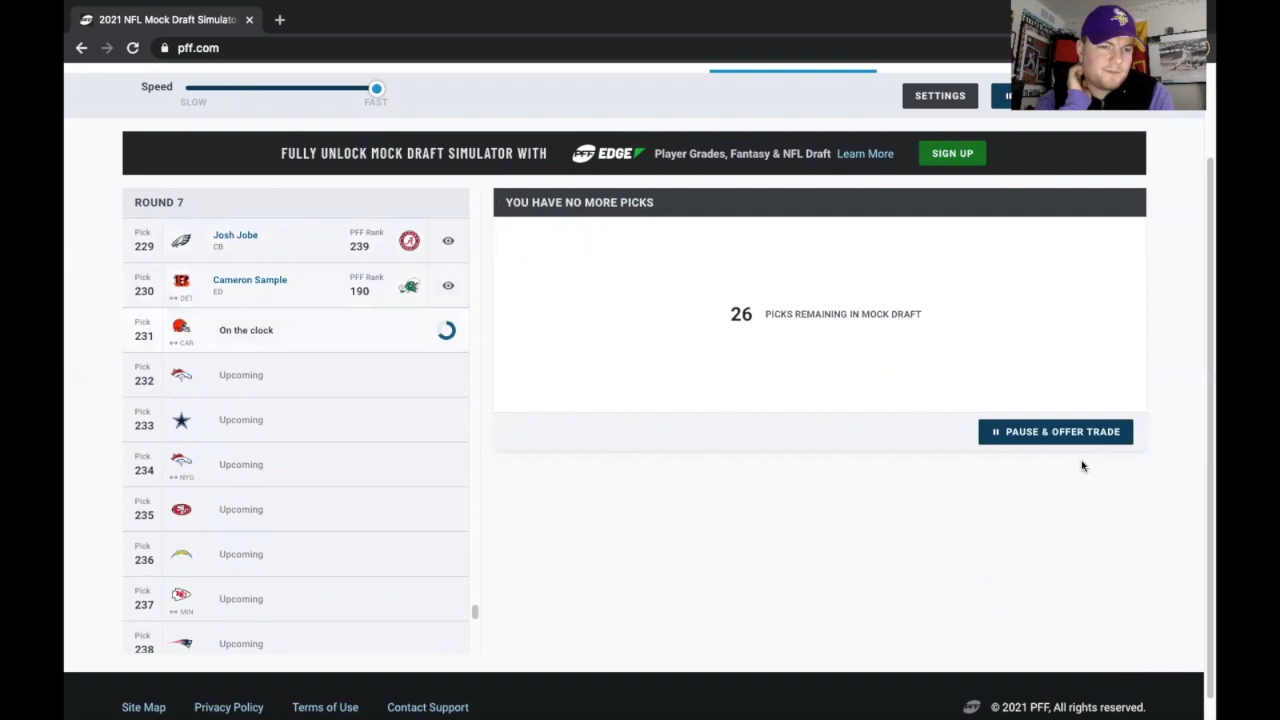 2021 NFL Mock Draft Simulato
pff.com
Speed
SLOW
FAST
SETTINGS
FULLY UNLOCK MOCK DRAFT SIMULATOR WITH
PFF EDGE
Player Grades, Fantasy & NFL Draft Learn More
SIGN UP
ROUND 7
Pick
229
Josh Jobe
CB
PFF Rank
239
Pick
230
↔ DET
Cameron Sample
ED
PFF Rank
190
Pick
231
↔ CAR
On the clock
Pick
232
Upcoming
Pick
233
Upcoming
Pick
234
↔ NYG
Upcoming
Pick
235
Upcoming
Pick
236
Upcoming
Pick
237
↔ MIN
Upcoming
Pick
238
Upcoming
YOU HAVE NO MORE PICKS
26 PICKS REMAINING IN MOCK DRAFT
PAUSE & OFFER TRADE
Site Map
Privacy Policy
Terms of Use
Contact Support
© 2021 PFF, All rights reserved.